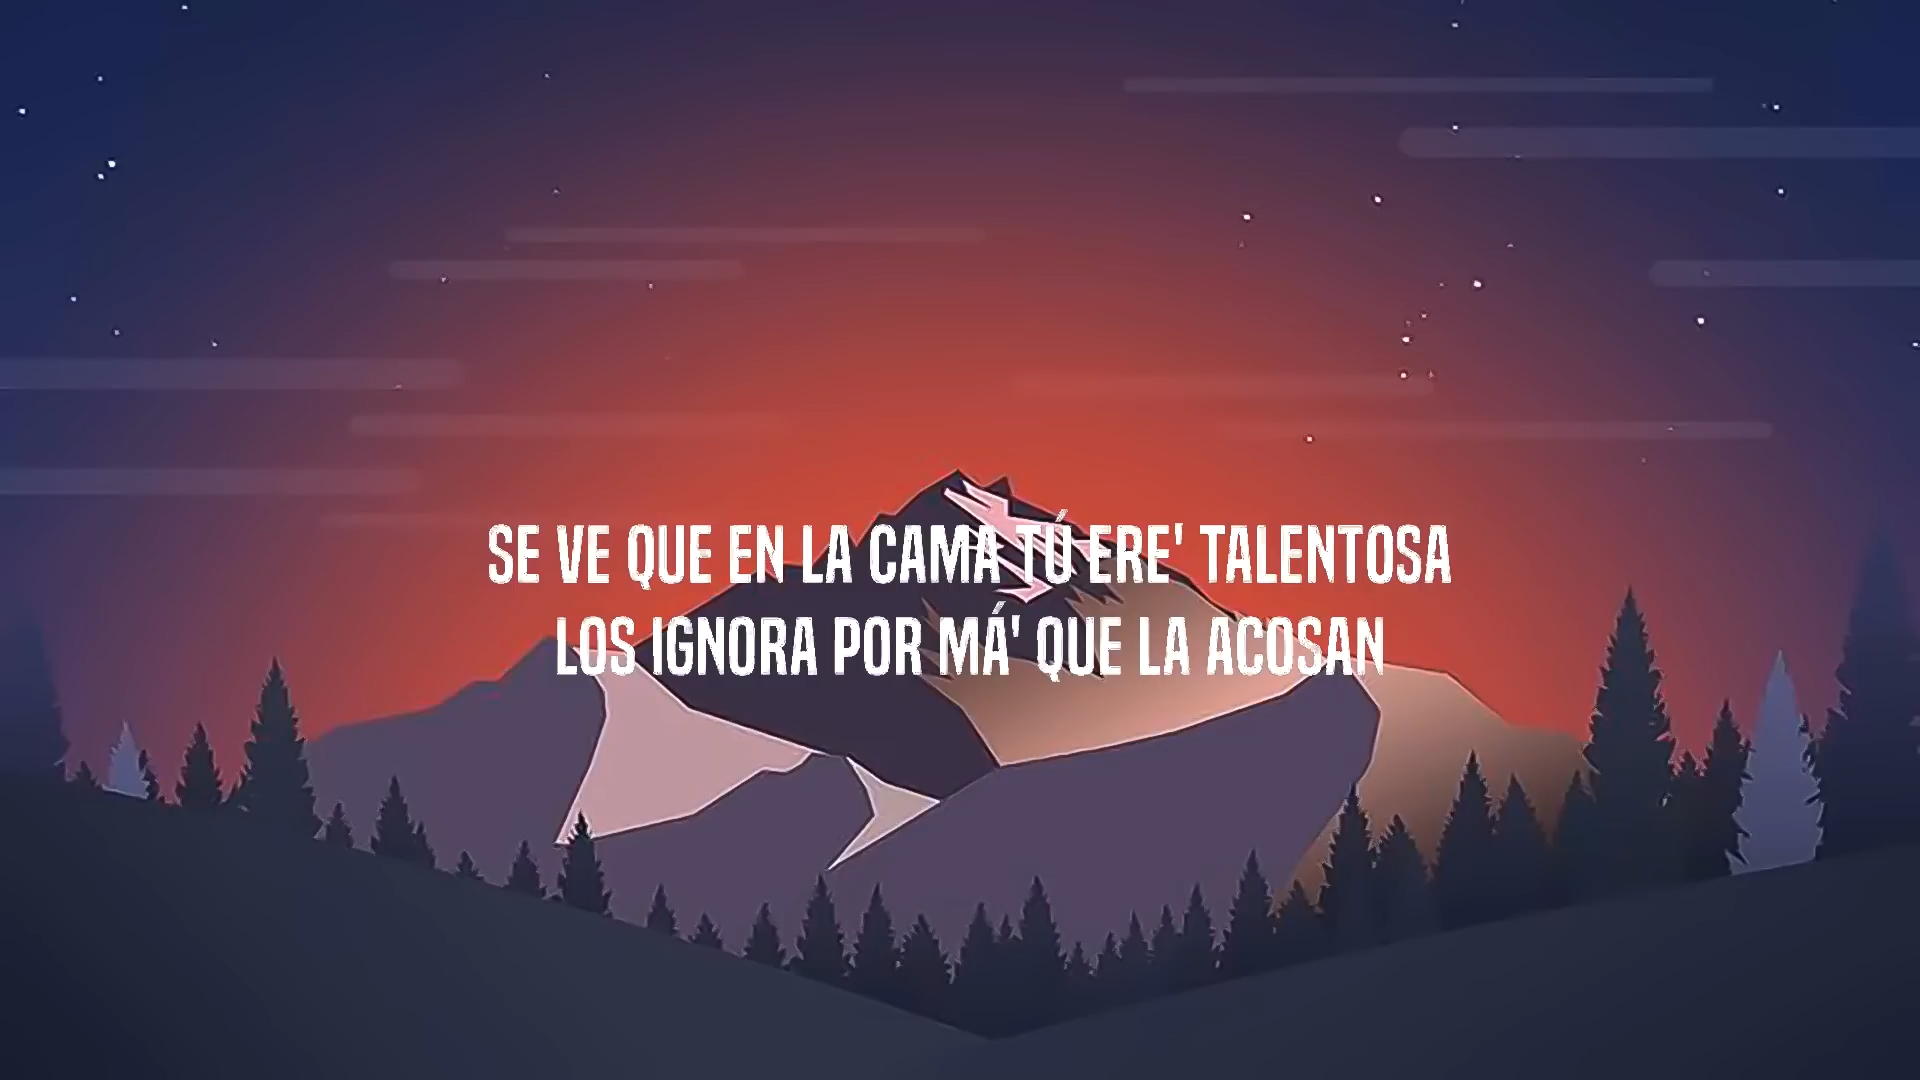 SE VE QUE EN LA CAMA TÚ ERE' TALENTOSA
LOS IGNORA POR MÁ' QUE LA ACOSAN